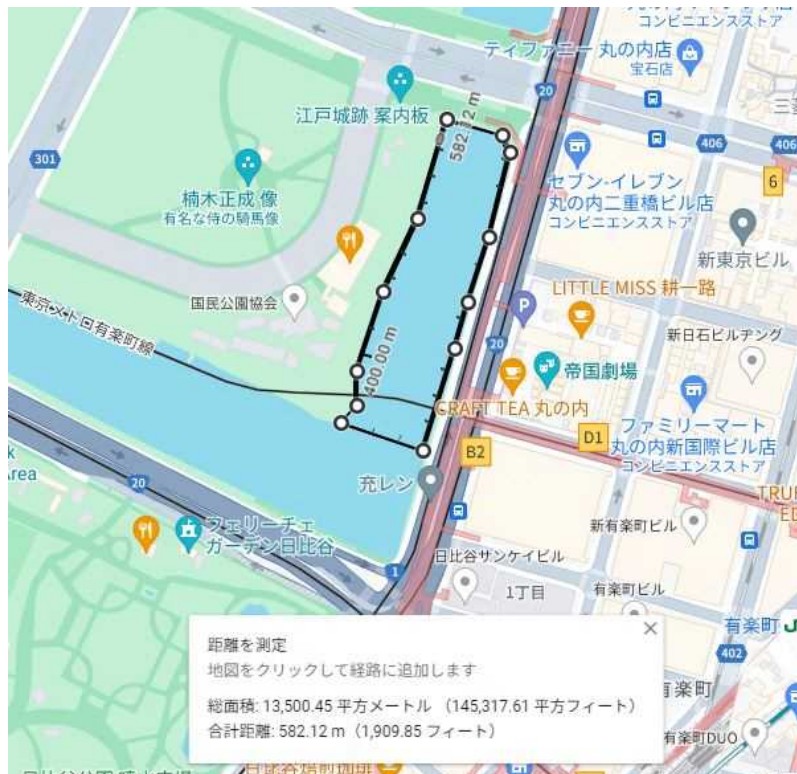 コンビニエンスストア
ティファニー 丸の内店
宝石店
20
江戸城跡 案内板
582.12 m
406
406
301
楠木正成 像
有名な侍の騎馬像
セブン-イレブン
丸の内二重橋ビル店
コンビニエンスストア
6
新東京ビル
国民公園協会
LITTLE MISS 耕一路
P
東京メトロ有楽町線
400.00 m
20
新日石ビルヂング
帝国劇場
CRAFT TEA 丸の内
ファミリーマート
丸の内新国際ビル店
コンビニエンスストア
D1
B2
Area
20
充レン
フェリーチェ
ガーデン日比谷
新有楽町ビル
日比谷サンケイビル
1
1丁目
有楽町ビル
有楽町
402
距離を測定
地図をクリックして経路に追加します
総面積: 13,500.45 平方メートル （145,317.61 平方フィート）
合計距離: 582.12 m（1,909.85 フィート）
有楽町
有楽町DUO